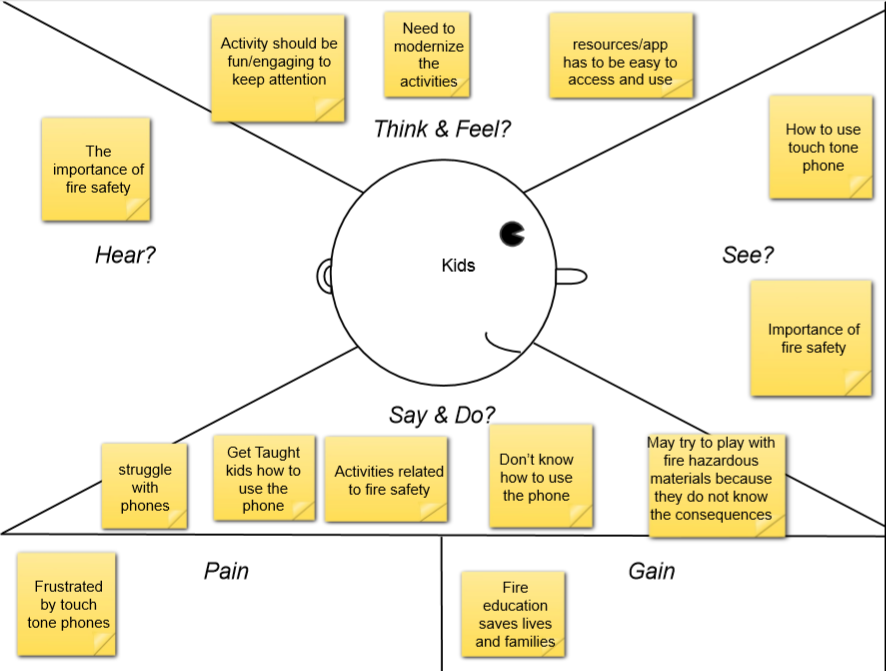 Activity should be
fun/engaging to
keep attention
Need to
modernize
the
activities
resources/app
has to be easy to
access and use
Think & Feel?
The
importance of
fire safety
How to use
touch tone
phone
Hear?
Kids
See?
Importance of
fire safety
Say & Do?
struggle
with
phones
Get Taught
kids how to
use the
phone
Activities related
to fire safety
Don't know
how to use
the phone
May try to play with
fire hazardous
materials because
they do not know
the consequences
Pain
Frustrated
by touch
tone phones
Gain
Fire
education
saves lives
and families